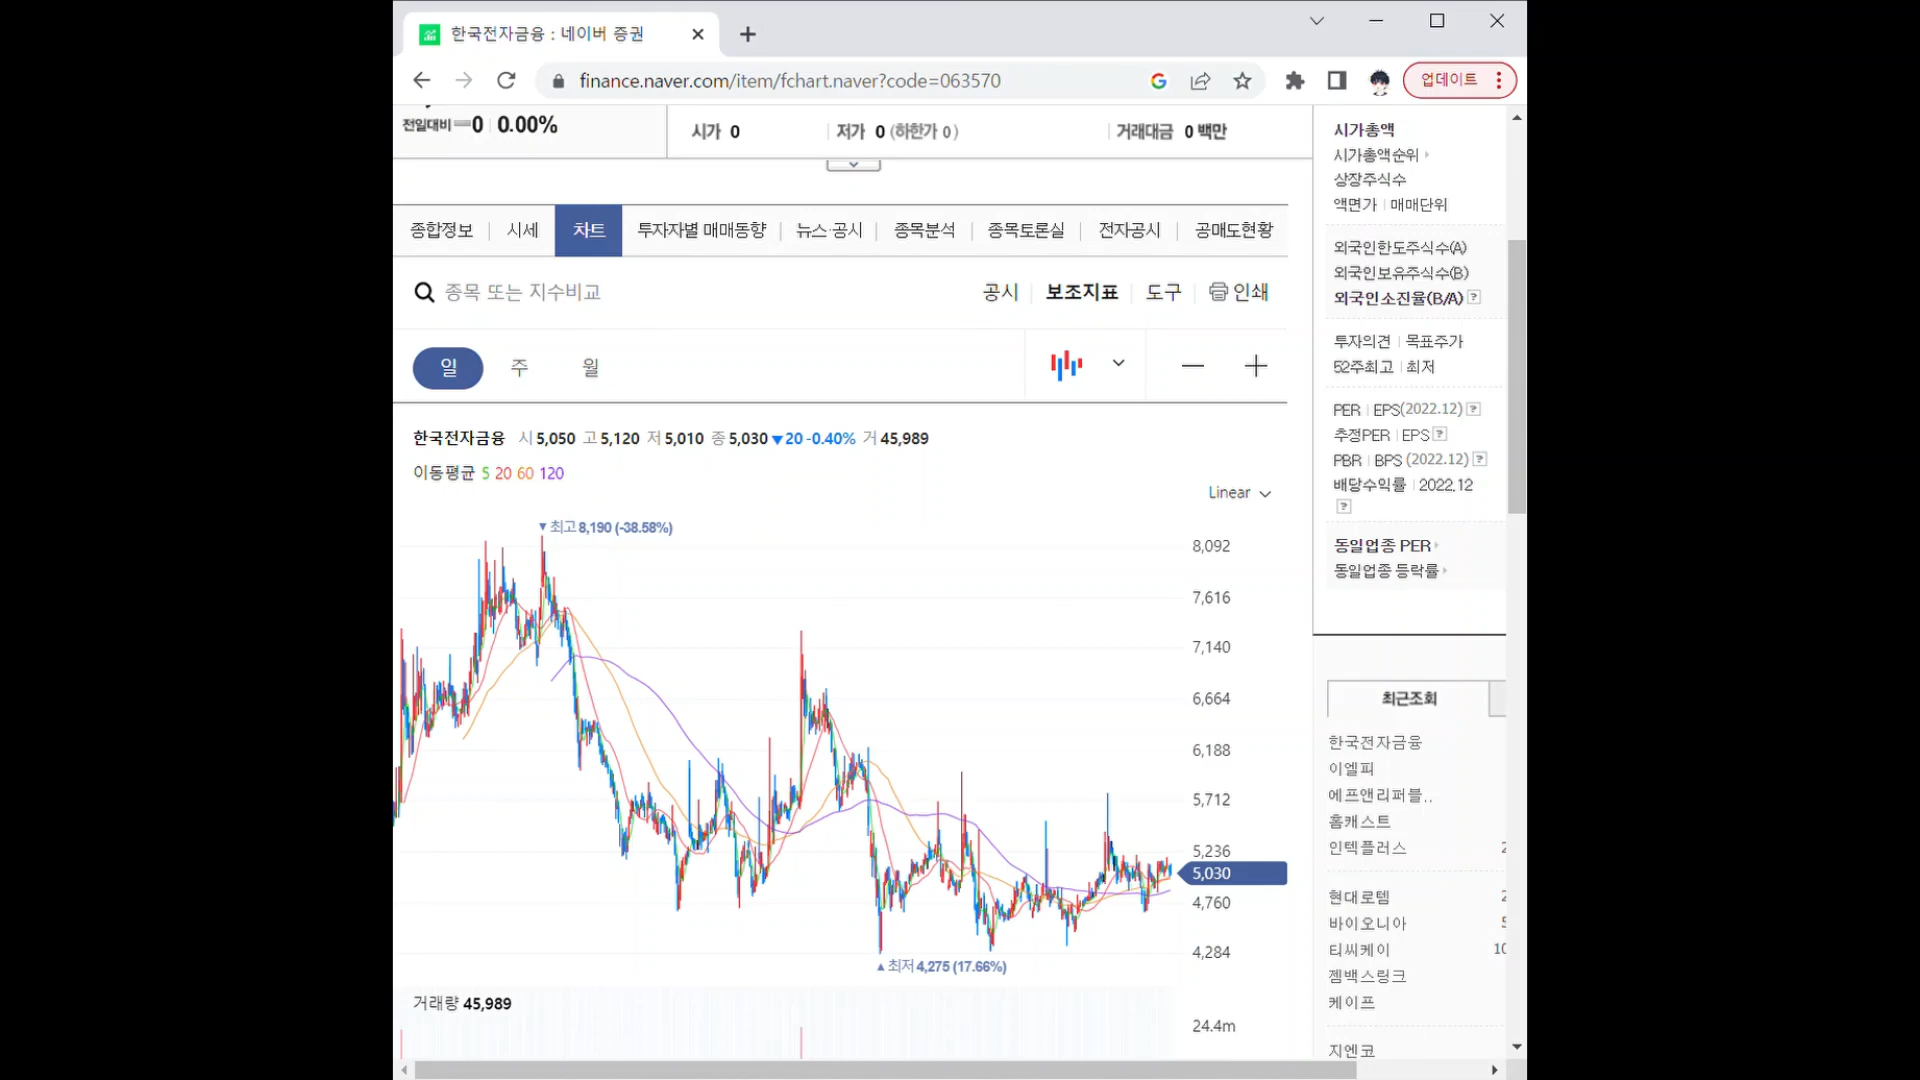 한국전자금융 : 네이버 증권
finance.naver.com/item/fchart.naver?code=063570
업데이트
전일대비 0 0.00%
시가 0 저가 0 (하한가 0) 거래대금 0 백만
종합정보 시세 차트 투자자별 매매동향 뉴스·공시 종목분석 종목토론실 전자공시 공매도현황
종목 또는 지수비교
공시 보조지표 도구 인쇄
일 주 월
한국전자금융 시 5,050 고 5,120 저 5,010 종 5,030 ▼20 -0.40% 거 45,989
이동평균 5 20 60 120
Linear
▼최고 8,190 (-38.58%)
8,092
7,616
7,140
6,664
6,188
5,712
5,236
5,030
4,760
4,284
▲최저 4,275 (17.66%)
거래량 45,989
24.4m
시가총액
시가총액순위
상장주식수
액면가 매매단위
외국인한도주식수(A)
외국인보유주식수(B)
외국인소진율(B/A) ?
투자의견 목표주가
52주최고 최저
PER EPS(2022.12) ?
추정PER EPS ?
PBR BPS (2022.12) ?
배당수익률 2022.12
?
동일업종 PER
동일업종 등락률
최근조회
한국전자금융
이엘피
에프앤리퍼블..
홈캐스트
인텍플러스 2
현대로템 2
바이오니아 5
티씨케이 10
젬백스링크
케이프
지엔코